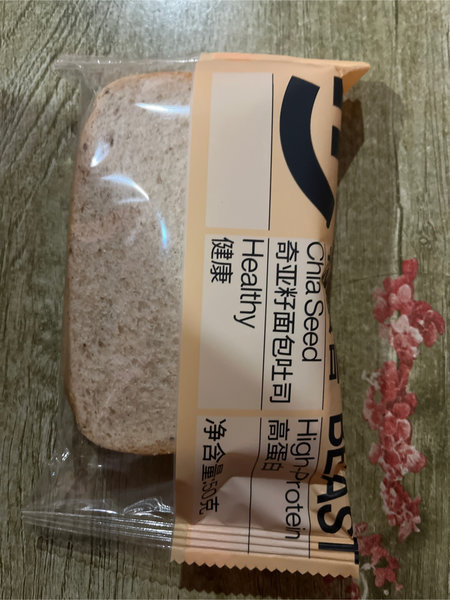 BEAST
Chia Seed
奇亚籽面包吐司
Healthy
健康
High Protein
高蛋白
净含量:50克